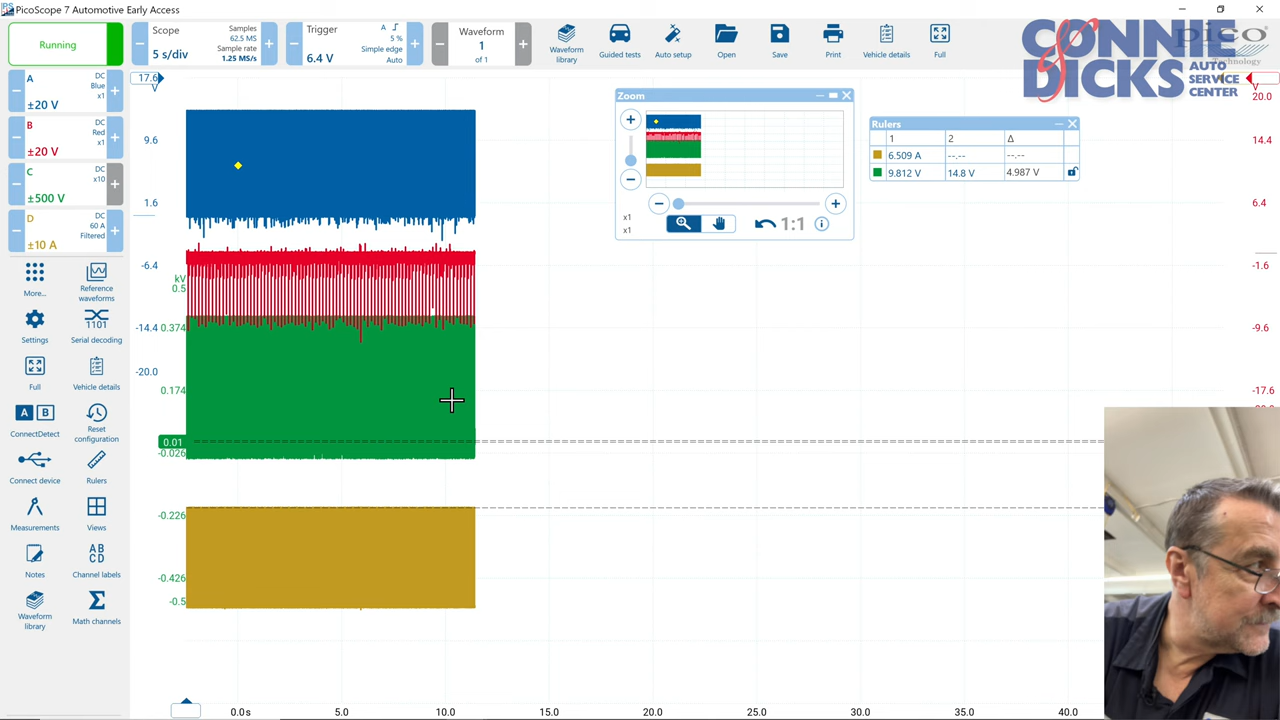 PicoScope 7 Automotive Early Access
Running
Scope
5 s/div
Samples
62.5 MS
Sample rate
1.25 MS/s
Trigger
6.4 V
A
5 %
Simple edge
Auto
Waveform
1
of 1
Waveform
library
Guided tests
Auto setup
Open
Save
Print
Vehicle details
Full
CONNIE & DICKS
AUTO
SERVICE
CENTER
pico
Technology
A
±20 V
DC
Blue
x1
B
±20 V
DC
Red
x1
C
±500 V
DC
x10
D
±10 A
DC
60 A
Filtered
More...
Reference
waveforms
Settings
Serial decoding
Full
Vehicle details
A B
ConnectDetect
Reset
configuration
Connect device
Rulers
Measurements
Views
Notes
Channel labels
Waveform
library
Math channels
17.6
V
9.6
1.6
-6.4
kV
0.5
-14.4
0.374
-20.0
0.174
0.01
-0.026
-0.226
-0.426
-0.5
Zoom
x1
x1
1:1
Rulers
1 2 Δ
6.509 A --.-- --.--
9.812 V 14.8 V 4.987 V
V
20.0
14.4
6.4
-1.6
-9.6
-17.6
0.0s 5.0 10.0 15.0 20.0 25.0 30.0 35.0 40.0